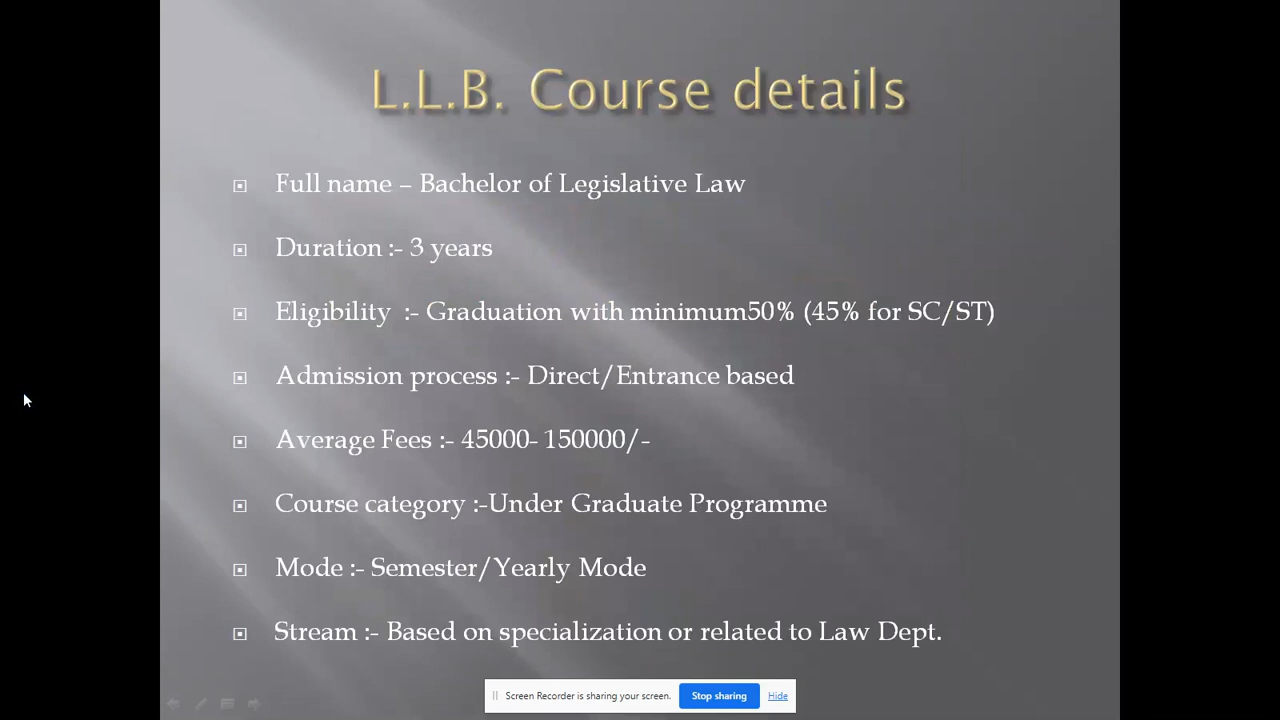 L.L.B. Course details
Full name – Bachelor of Legislative Law
Duration :- 3 years
Eligibility :- Graduation with minimum50% (45% for SC/ST)
Admission process :- Direct/Entrance based
Average Fees :- 45000- 150000/-
Course category :-Under Graduate Programme
Mode :- Semester/Yearly Mode
Stream :- Based on specialization or related to Law Dept.
Screen Recorder is sharing your screen. Stop sharing Hide